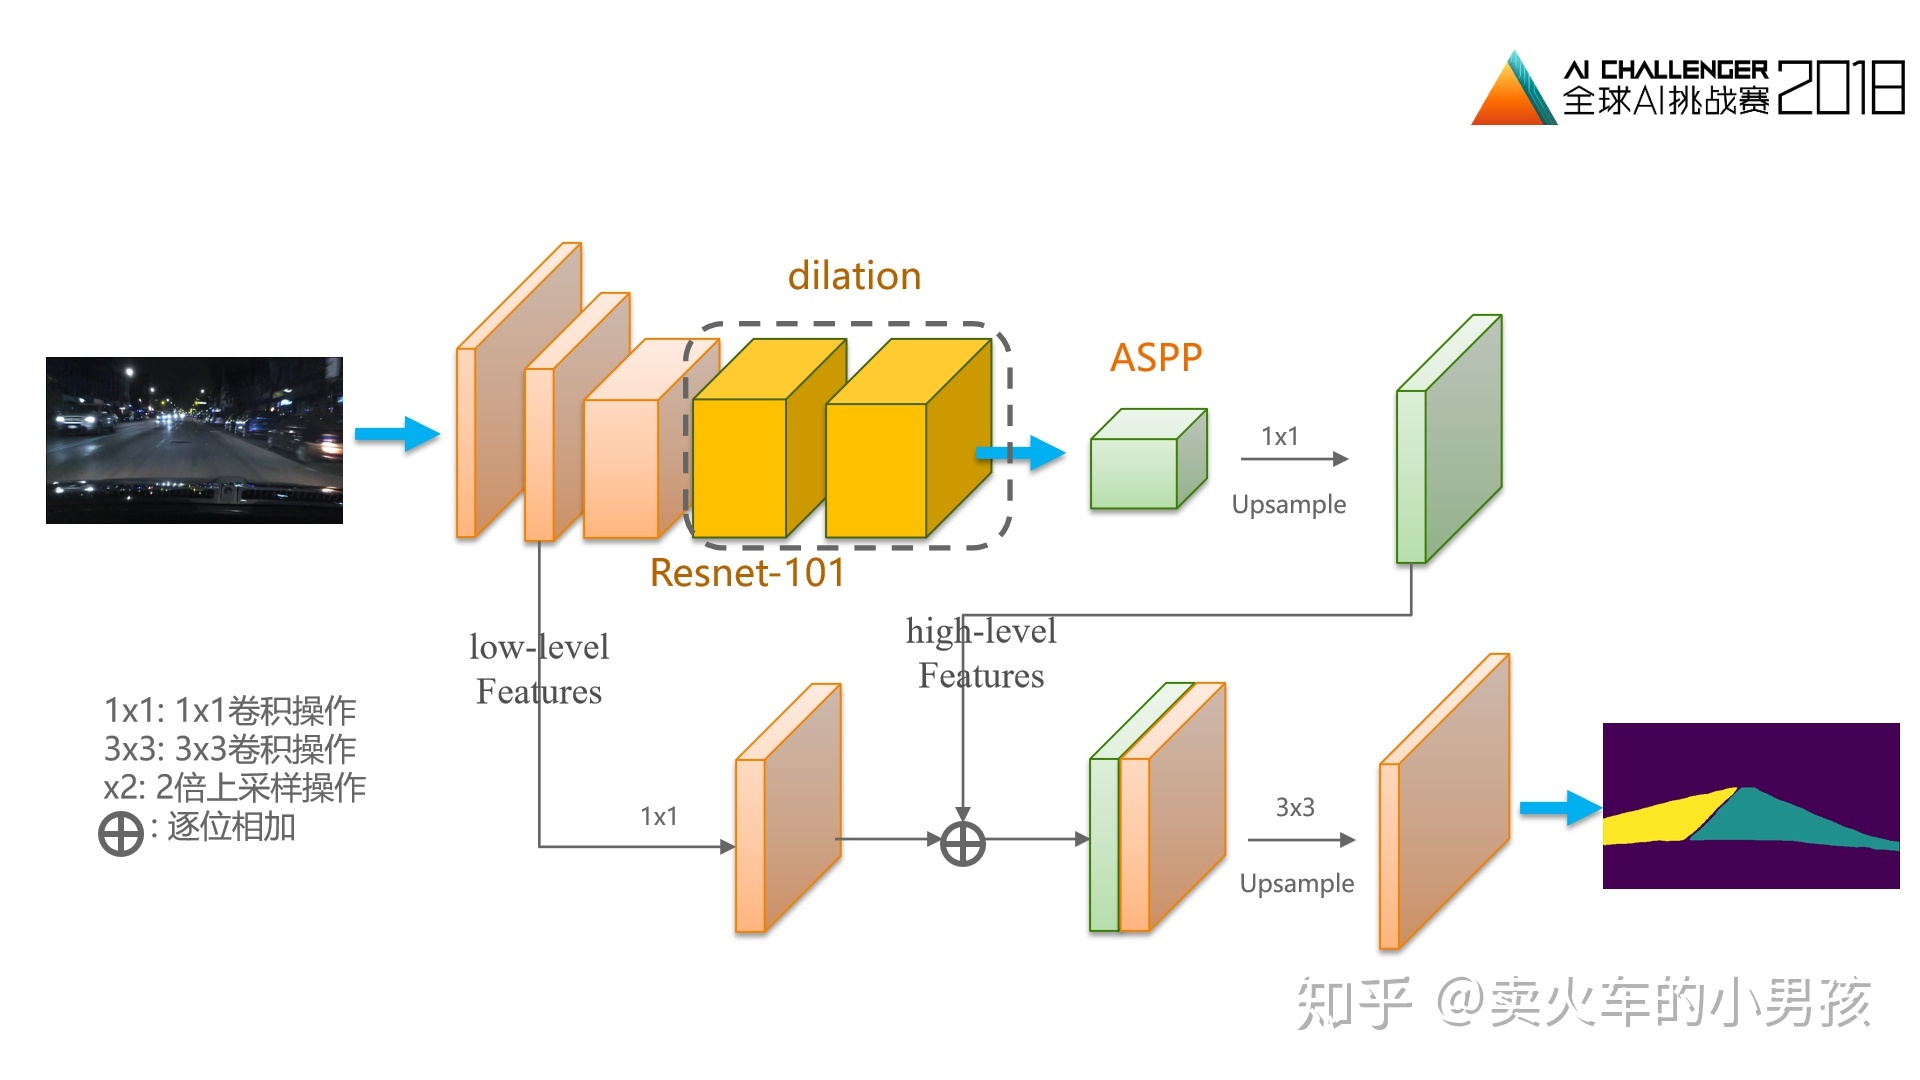 AI CHALLENGER
全球AI挑战赛 2018
dilation
ASPP
1x1
Upsample
Resnet-101
low-level
Features
high-level
Features
1x1: 1x1卷积操作
3x3: 3x3卷积操作
x2: 2倍上采样操作
: 逐位相加
1x1
3x3
Upsample
知乎 @卖火车的小男孩